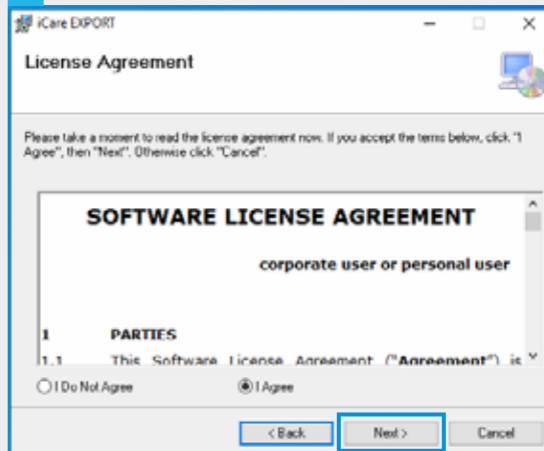 iCare EXPORT
License Agreement
Please take a moment to read the license agreement now. If you accept the terms below, click "I
Agree", then "Next". Otherwise click "Cancel".
SOFTWARE LICENSE AGREEMENT
corporate user or personal user
1 PARTIES
1.1 This Software License Agreement ("Agreement") is
I Do Not Agree
I Agree
< Back
Next >
Cancel